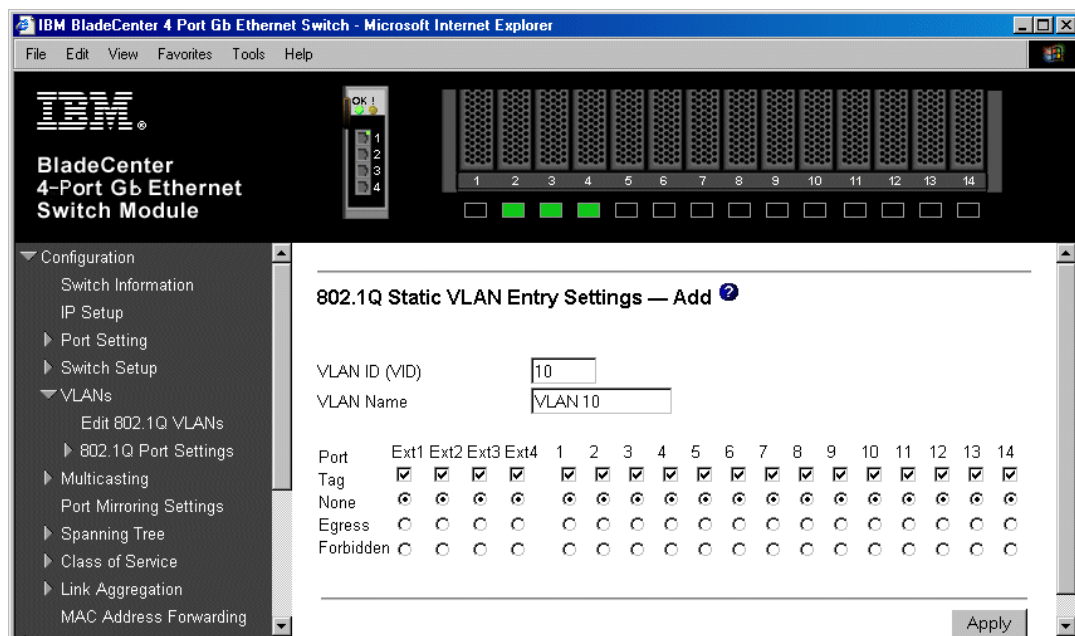 IBM BladeCenter 4 Port Gb Ethernet Switch - Microsoft Internet Explorer
File Edit View Favorites Tools Help
IBM®
BladeCenter
4-Port Gb Ethernet
Switch Module
OK !
1
2
3
4
1 2 3 4 5 6 7 8 9 10 11 12 13 14
Configuration
Switch Information
IP Setup
Port Setting
Switch Setup
VLANs
Edit 802.1Q VLANs
802.1Q Port Settings
Multicasting
Port Mirroring Settings
Spanning Tree
Class of Service
Link Aggregation
MAC Address Forwarding
802.1Q Static VLAN Entry Settings — Add ?
VLAN ID (VID) 10
VLAN Name VLAN 10
Port Ext1 Ext2 Ext3 Ext4 1 2 3 4 5 6 7 8 9 10 11 12 13 14
Tag
None
Egress
Forbidden
Apply